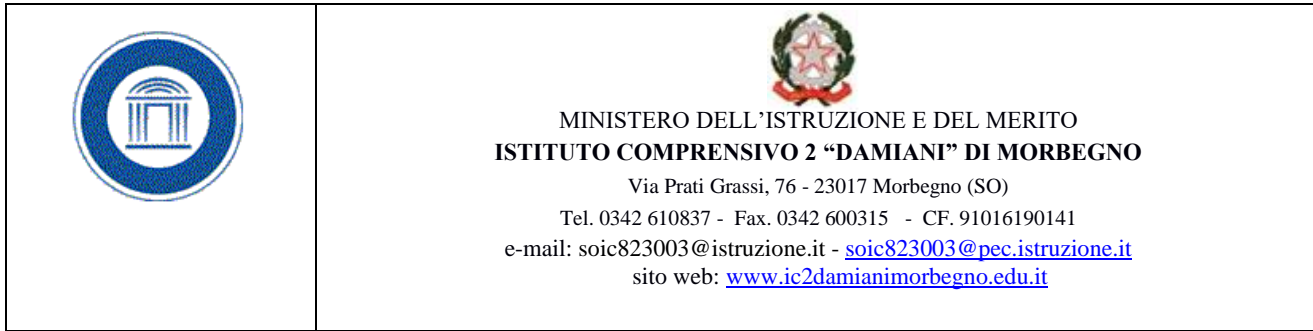 MINISTERO DELL’ISTRUZIONE E DEL MERITO
ISTITUTO COMPRENSIVO 2 “DAMIANI” DI MORBEGNO
Via Prati Grassi, 76 - 23017 Morbegno (SO)
Tel. 0342 610837 - Fax. 0342 600315 - CF. 91016190141
e-mail: soic823003@istruzione.it - soic823003@pec.istruzione.it
sito web: www.ic2damianimorbegno.edu.it